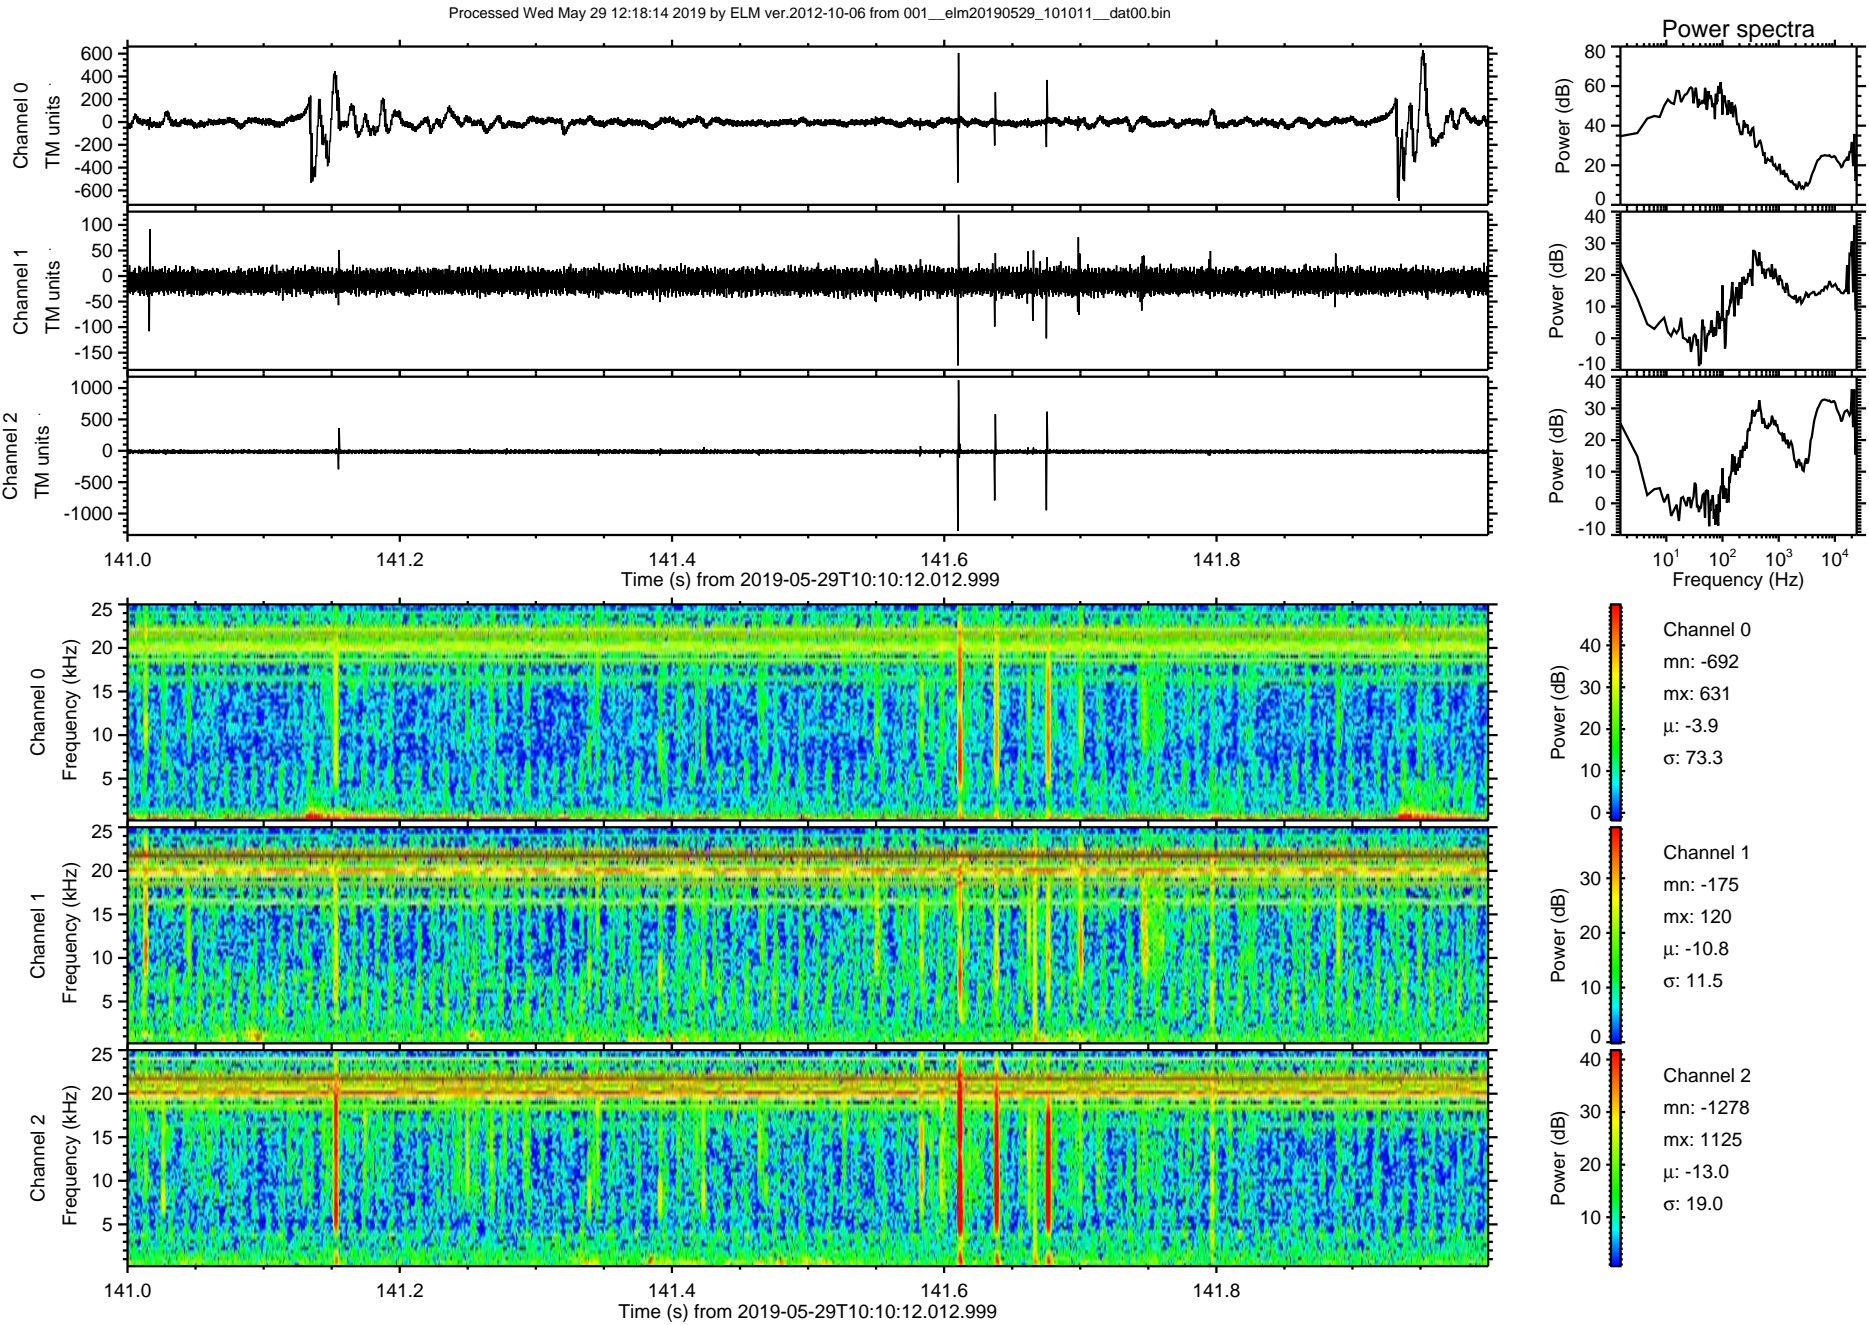 Processed Wed May 29 12:18:14 2019 by ELM ver.2012-10-06 from 001__elm20190529_101011__dat00.bin
Power spectra
Channel 0
TM units
600
400
200
0
-200
-400
-600
Power (dB)
80
60
40
20
0
Channel 1
TM units
100
50
0
-50
-100
-150
Power (dB)
40
30
20
10
0
-10
Channel 2
TM units
1000
500
0
-500
-1000
Power (dB)
40
30
20
10
0
-10
141.0 141.2 141.4 141.6 141.8
Time (s) from 2019-05-29T10:10:12.012.999
10¹ 10² 10³ 10⁴
Frequency (Hz)
Channel 0
Frequency (kHz)
25
20
15
10
5
Power (dB)
40
30
20
10
0
Channel 0
mn: -692
mx: 631
μ: -3.9
σ: 73.3
Channel 1
Frequency (kHz)
25
20
15
10
5
Power (dB)
30
20
10
0
Channel 1
mn: -175
mx: 120
μ: -10.8
σ: 11.5
Channel 2
Frequency (kHz)
25
20
15
10
5
Power (dB)
40
30
20
10
Channel 2
mn: -1278
mx: 1125
μ: -13.0
σ: 19.0
141.0 141.2 141.4 141.6 141.8
Time (s) from 2019-05-29T10:10:12.012.999